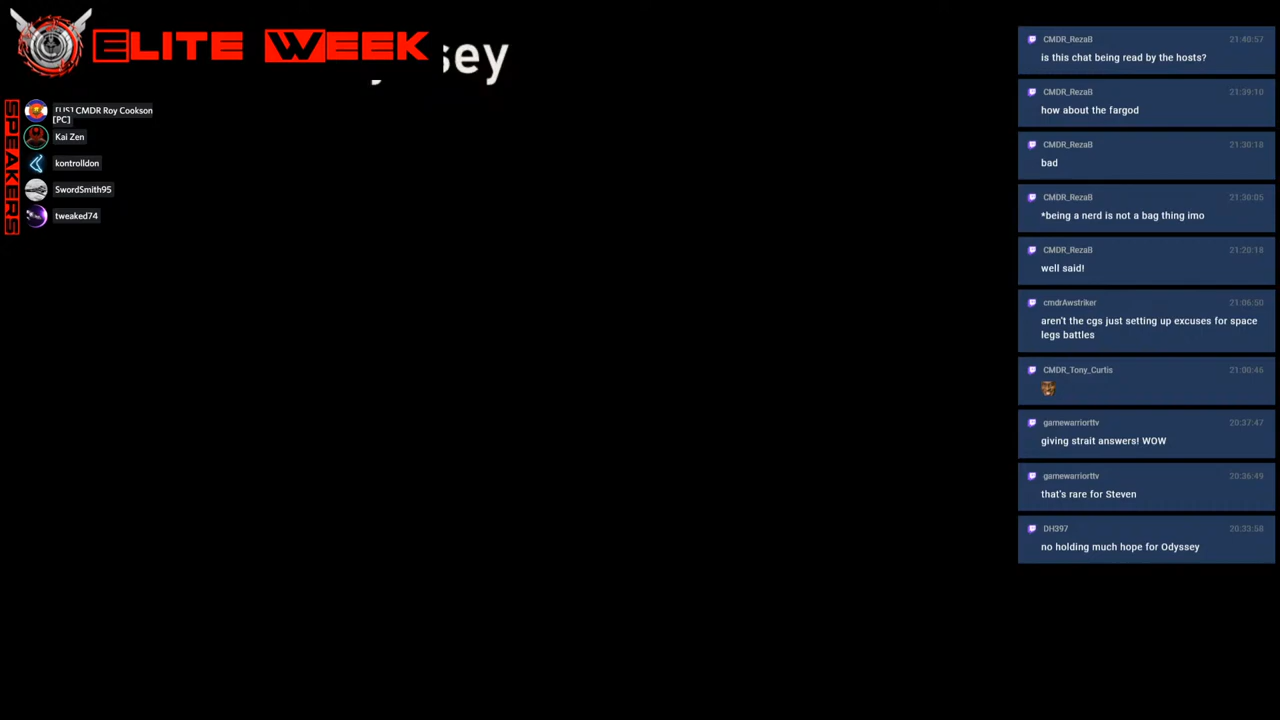 ELITE WEEK
sey
SPEAKERS
[US] CMDR Roy Cookson
[PC]
Kai Zen
kontrolldon
SwordSmith95
tweaked74
CMDR_RezaB 21:40:57
is this chat being read by the hosts?
CMDR_RezaB 21:39:10
how about the fargod
CMDR_RezaB 21:30:18
bad
CMDR_RezaB 21:30:05
*being a nerd is not a bag thing imo
CMDR_RezaB 21:20:18
well said!
cmdrAwstriker 21:06:50
aren't the cgs just setting up excuses for space
legs battles
CMDR_Tony_Curtis 21:00:46
gamewarriorttv 20:37:47
giving strait answers! WOW
gamewarriorttv 20:36:49
that's rare for Steven
DH397 20:33:58
no holding much hope for Odyssey